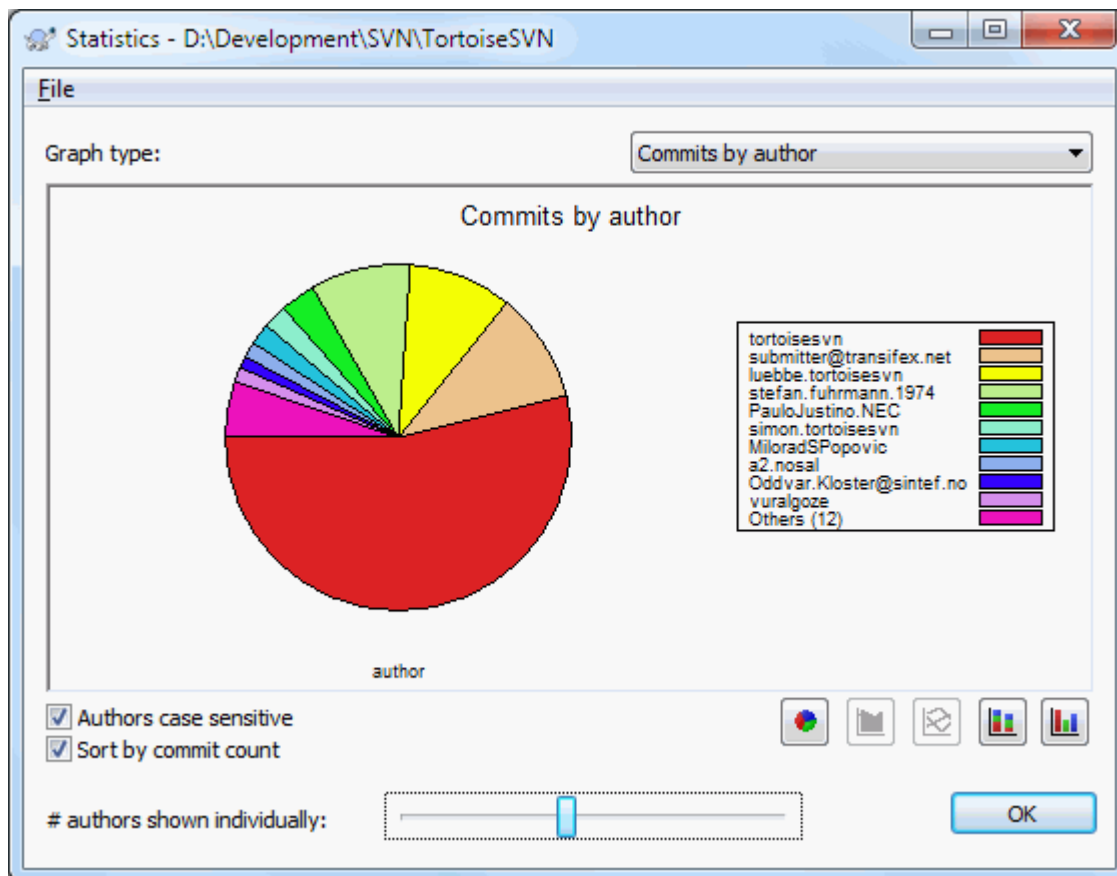 Statistics - D:\Development\SVN\TortoiseSVN
File
Graph type:
Commits by author
Commits by author
tortoisesvn
submitter@transifex.net
luebbe.tortoisesvn
stefan.fuhrmann.1974
PauloJustino.NEC
simon.tortoisesvn
MiloradSPopovic
a2.nosal
Oddvar.Kloster@sintef.no
vuralgoze
Others (12)
author
Authors case sensitive
Sort by commit count
# authors shown individually:
OK